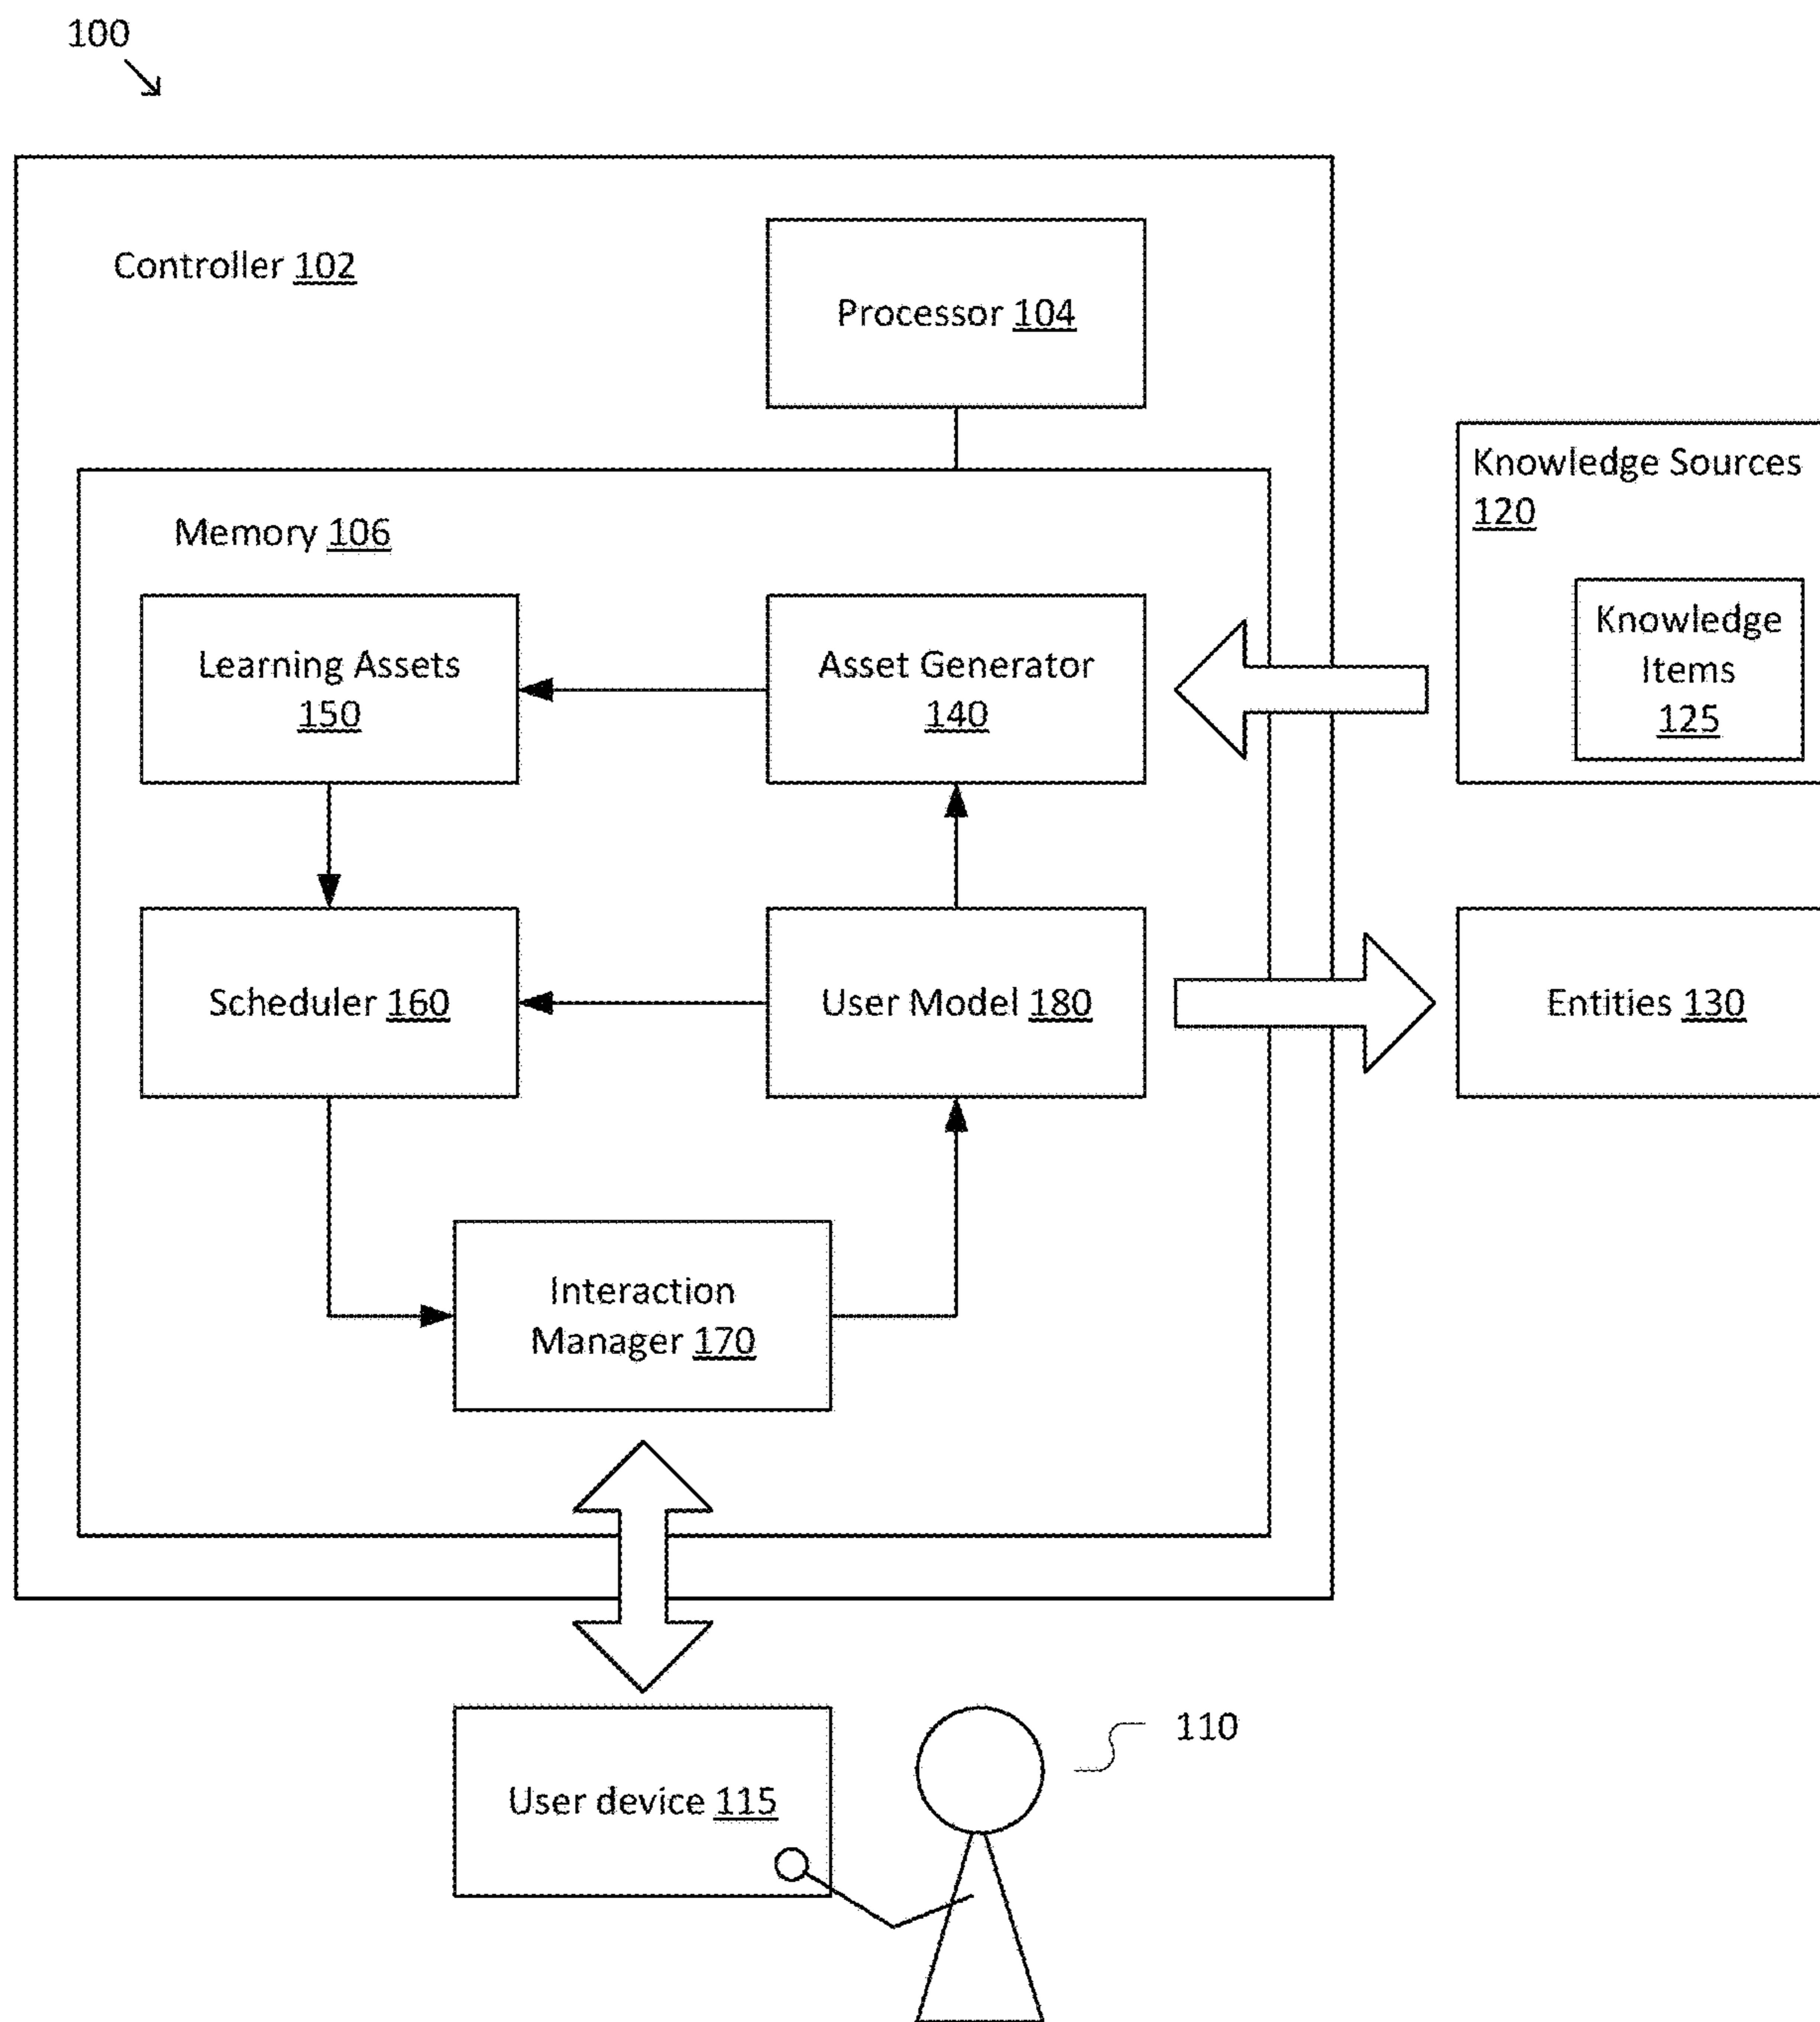 100
Controller 102
Processor 104
Knowledge Sources
120
Memory 106
Knowledge
Items
125
Learning Assets
150
Asset Generator
140
Scheduler 160
User Model 180
Entities 130
Interaction
Manager 170
110
User device 115